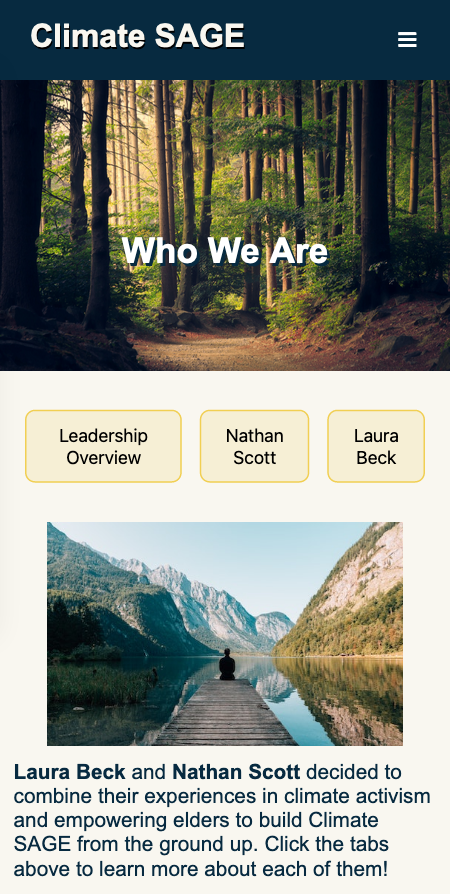 Climate SAGE
Who We Are
Leadership
Overview
Nathan
Scott
Laura
Beck
Laura Beck and Nathan Scott decided to
combine their experiences in climate activism
and empowering elders to build Climate
SAGE from the ground up. Click the tabs
above to learn more about each of them!